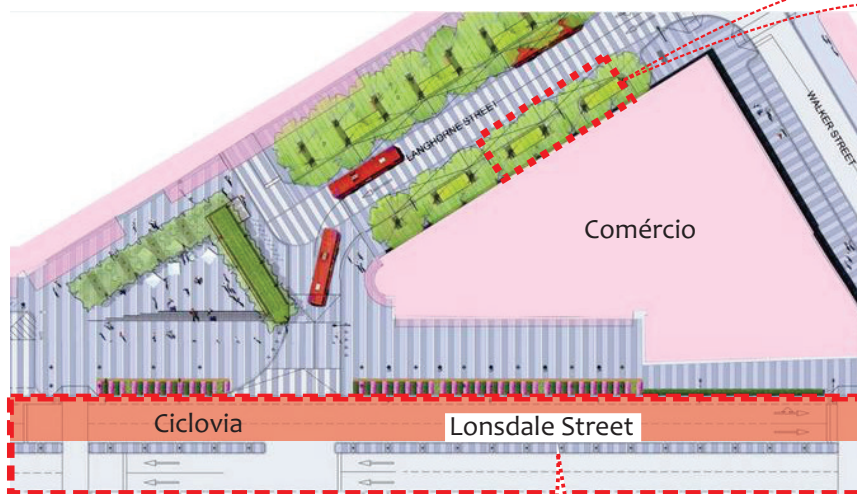 LANGHORNE STREET
WALKER STREET
Comércio
Ciclovia
Lonsdale Street